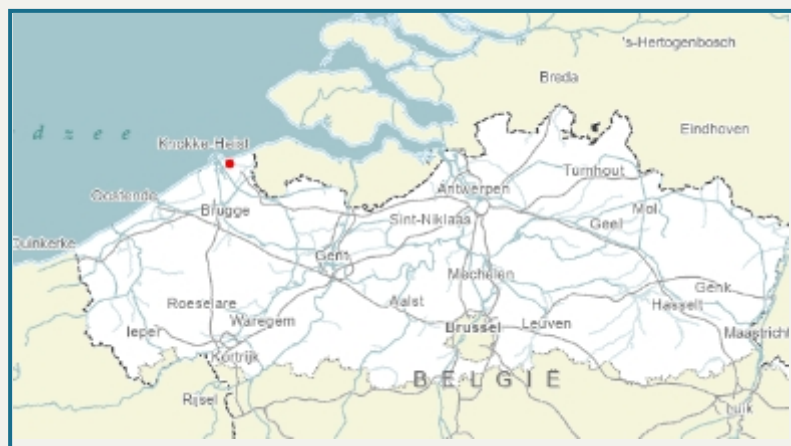 's-Hertogenbosch
Breda
Eindhoven
dzee
Knokke-Heist
Turnhout
Antwerpen
Oostende
Mol
Brugge
Sint-Niklaas
Geel
Duinkerke
Gent
Mechelen
Genk
Roeselare
Aalst
Hasselt
Waregem
Ieper
Brussel
Leuven
Maastricht
Kortrijk
BELGIË
Rijsel
Luik